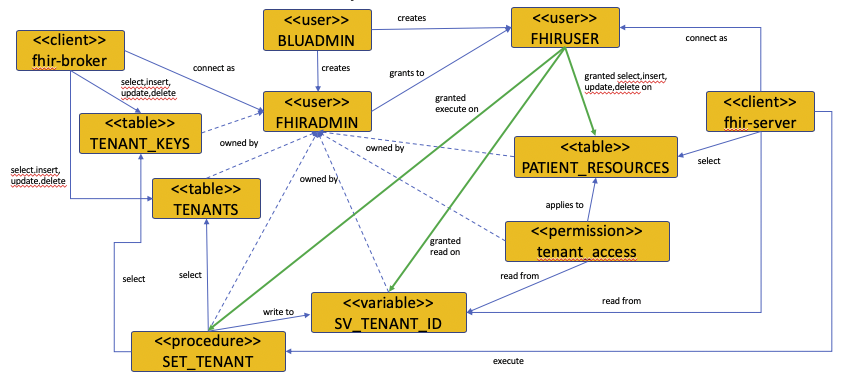 <<user>>
BLUADMIN
creates
<<user>>
FHIRUSER
<<client>>
fhir-broker
connect as
creates
grants to
connect as
select,insert,
update,delete
granted
execute on
granted select,insert,
update,delete on
<<client>>
fhir-server
<<table>>
TENANT_KEYS
<<user>>
FHIRADMIN
owned by
owned by
<<table>>
PATIENT_RESOURCES
select
select.insert,
update,delete
<<table>>
TENANTS
owned by
applies to
<<permission>>
tenant_access
granted
read on
select
select
read from
read from
write to
<<variable>>
SV_TENANT_ID
<<procedure>>
SET_TENANT
execute